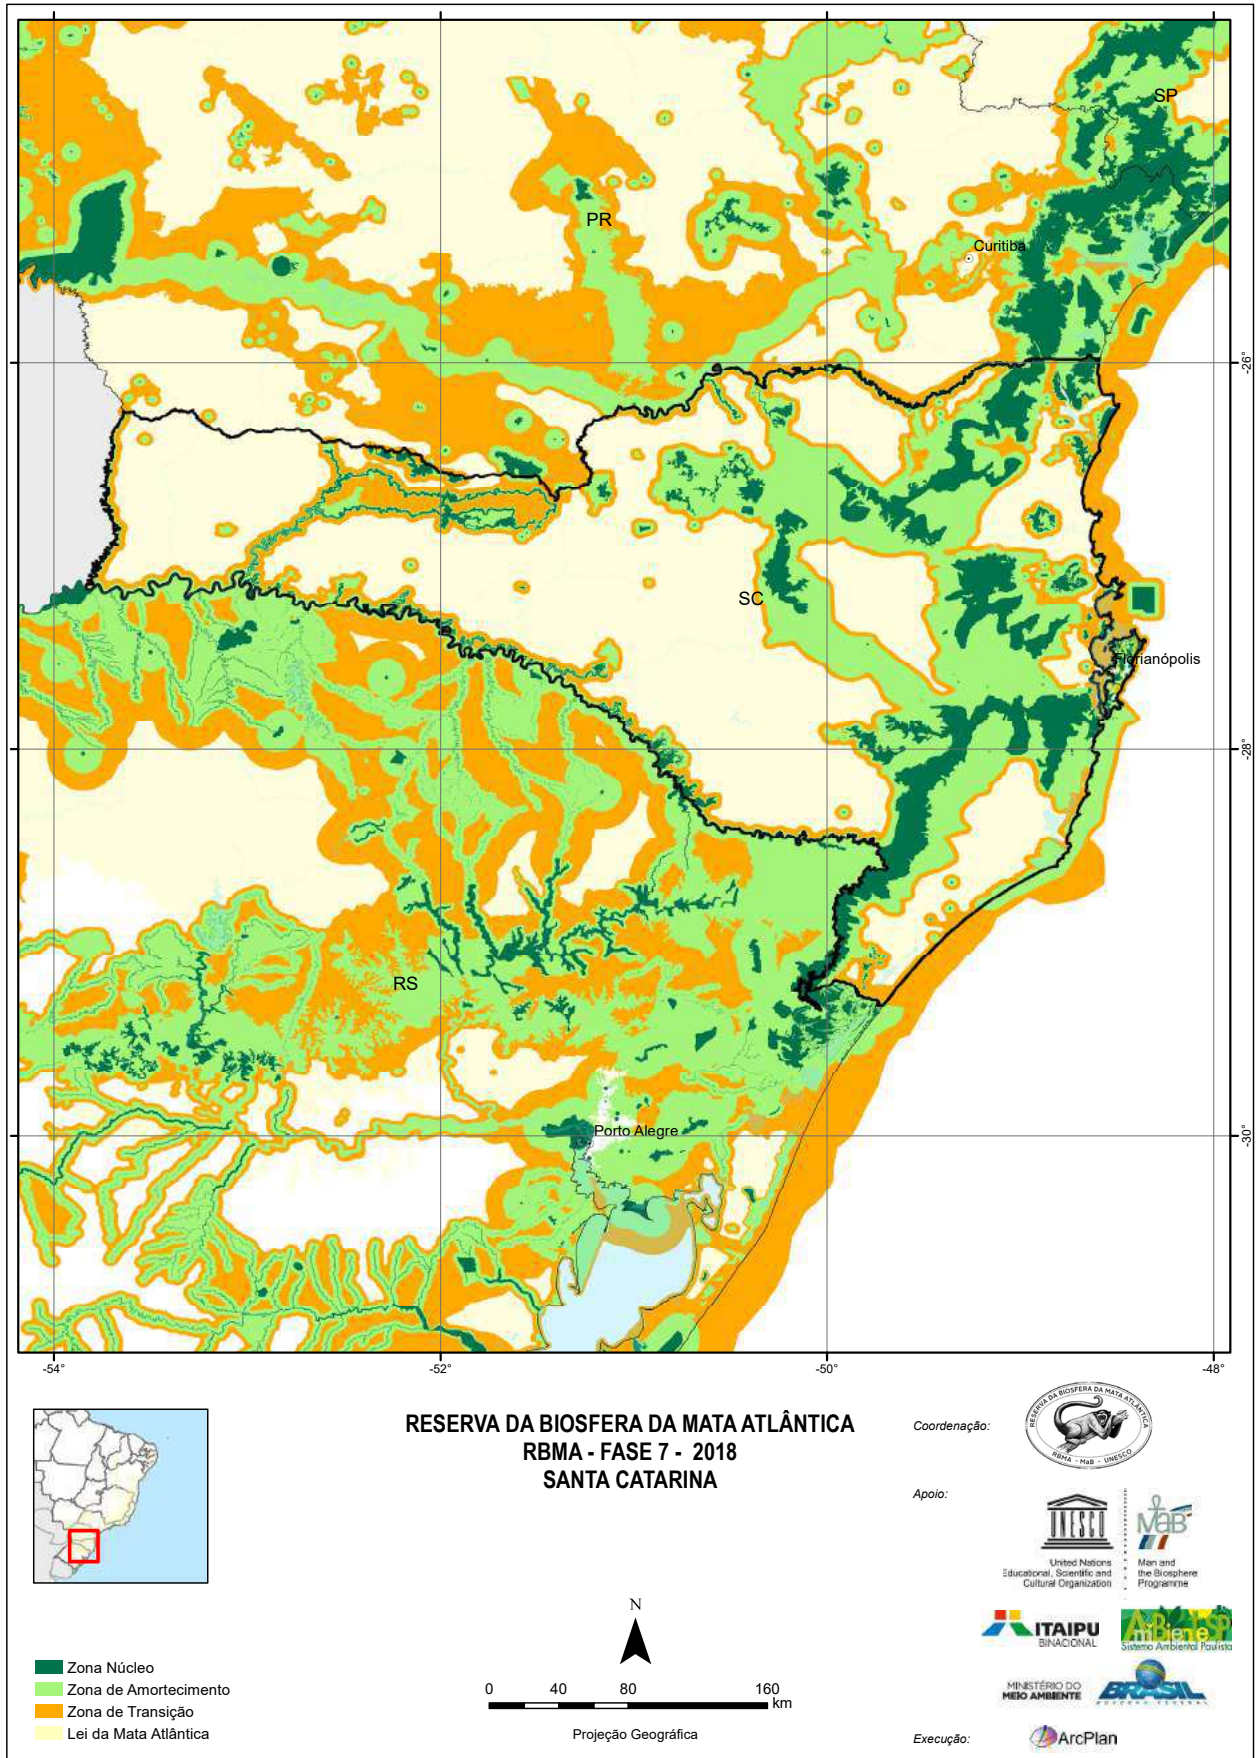 SP
PR
Curitiba
-26°
SC
Florianópolis
-28°
RS
Porto Alegre
-30°
-54°
-52°
-50°
-48°
RESERVA DA BIOSFERA DA MATA ATLÂNTICA
RBMA - FASE 7 - 2018
SANTA CATARINA
Coordenação:
RESERVA DA BIOSFERA DA MATA ATLÂNTICA
RBMA - MaB - UNESCO
Apoio:
UNESCO
United Nations
Educational, Scientific and
Cultural Organization
MaB
Man and
the Biosphere
Programme
ITAIPU
BINACIONAL
AmBieneSP
Sistema Ambiental Paulista
MINISTÉRIO DO
MEIO AMBIENTE
BRASIL
GOVERNO FEDERAL
Execução:
ArcPlan
N
0 40 80 160
km
Projeção Geográfica
Zona Núcleo
Zona de Amortecimento
Zona de Transição
Lei da Mata Atlântica